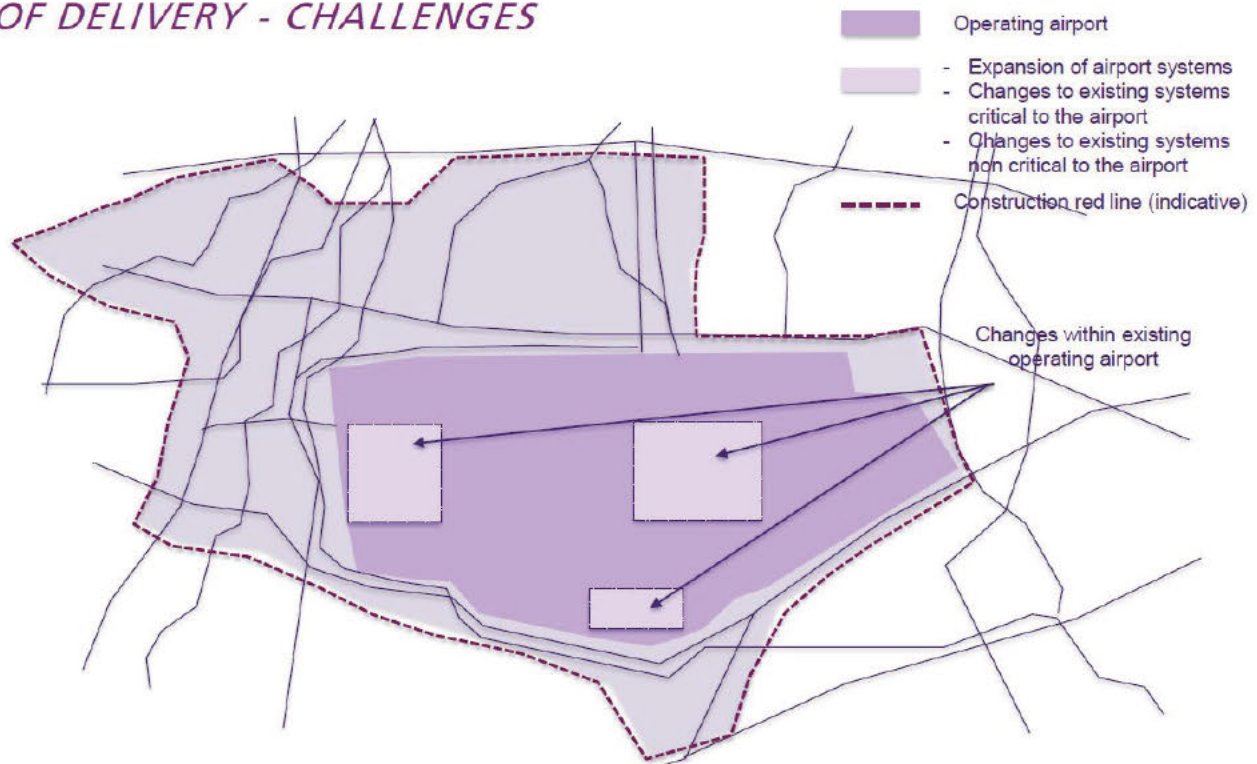 OF DELIVERY - CHALLENGES
Operating airport
- Expansion of airport systems
- Changes to existing systems
critical to the airport
- Changes to existing systems
non critical to the airport
Construction red line (indicative)
Changes within existing
operating airport